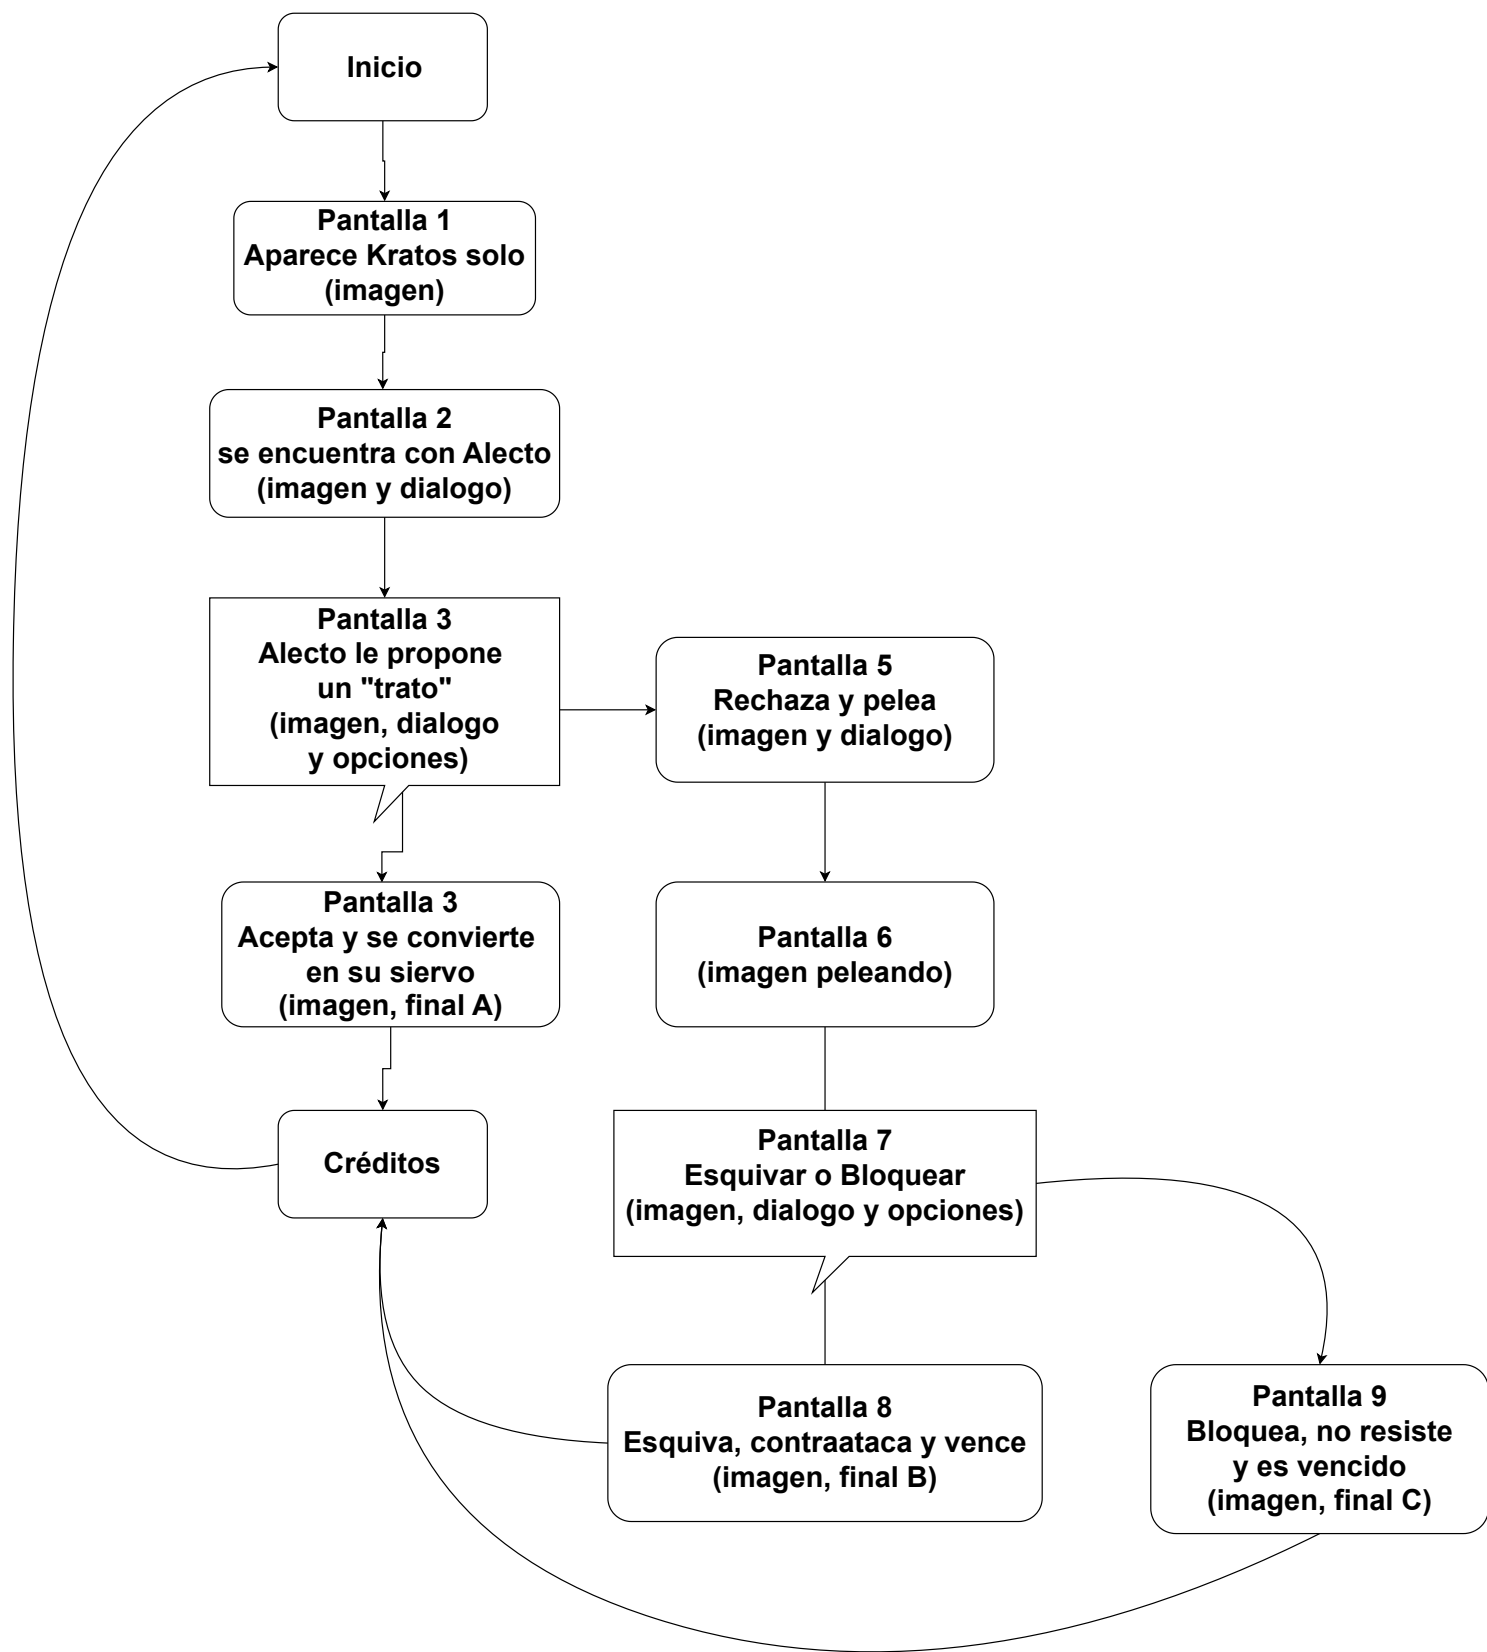 Inicio
Pantalla 1
Aparece Kratos solo
(imagen)
Pantalla 2
se encuentra con Alecto
(imagen y dialogo)
Pantalla 3
Alecto le propone
un "trato"
(imagen, dialogo
y opciones)
Pantalla 5
Rechaza y pelea
(imagen y dialogo)
Pantalla 3
Acepta y se convierte
en su siervo
(imagen, final A)
Pantalla 6
(imagen peleando)
Créditos
Pantalla 7
Esquivar o Bloquear
(imagen, dialogo y opciones)
Pantalla 8
Esquiva, contraataca y vence
(imagen, final B)
Pantalla 9
Bloquea, no resiste
y es vencido
(imagen, final C)